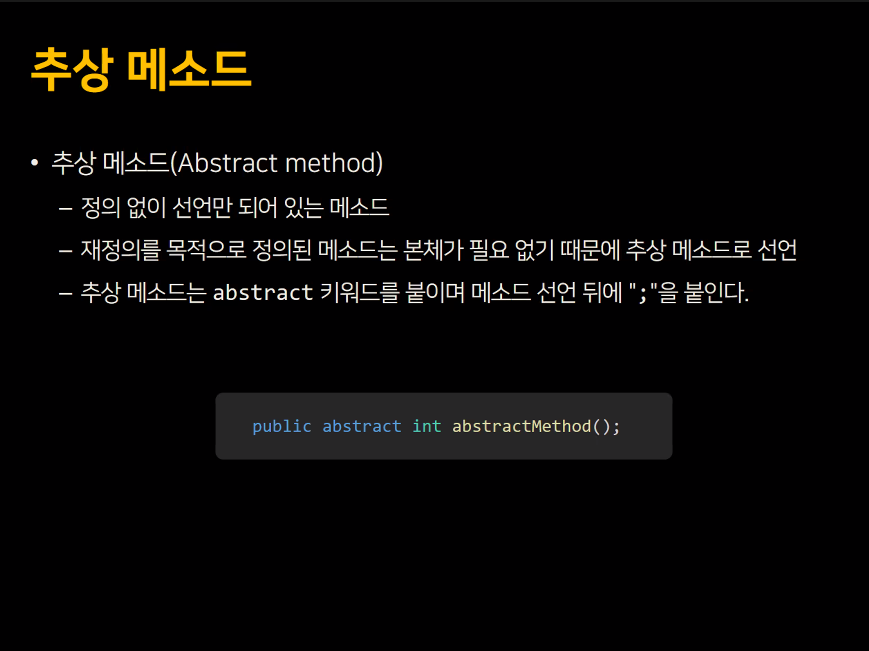 추상 메소드
• 추상 메소드(Abstract method)
– 정의 없이 선언만 되어 있는 메소드
– 재정의를 목적으로 정의된 메소드는 본체가 필요 없기 때문에 추상 메소드로 선언
– 추상 메소드는 abstract 키워드를 붙이며 메소드 선언 뒤에 ";"을 붙인다.
public abstract int abstractMethod();